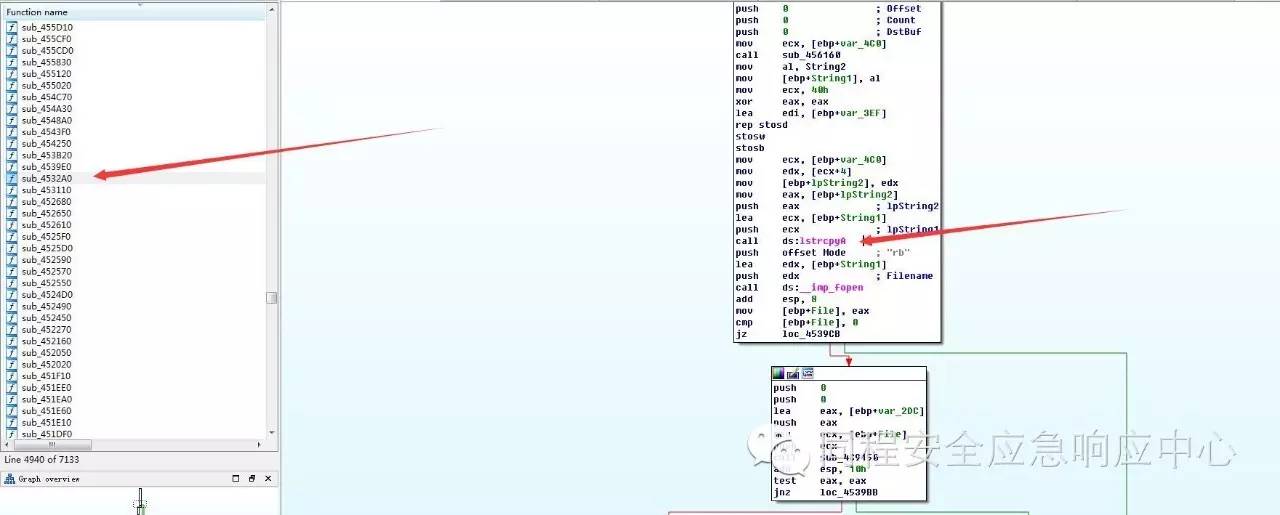 Function name
sub_455D10
sub_455CF0
sub_455CD0
sub_455830
sub_455120
sub_455020
sub_454C70
sub_454A30
sub_4548A0
sub_4543F0
sub_454250
sub_453B20
sub_4539E0
sub_4532A0
sub_453110
sub_452680
sub_452650
sub_452610
sub_4525F0
sub_4525D0
sub_452590
sub_452570
sub_452550
sub_4524D0
sub_452490
sub_452450
sub_452270
sub_452160
sub_452050
sub_452020
sub_451F10
sub_451EE0
sub_451EA0
sub_451E60
sub_451E10
sub_451DF0
Line 4940 of 7133
Graph overview
push 0 ; Offset
push 0 ; Count
push 0 ; DstBuf
mov ecx, [ebp+var_4C0]
call sub_456160
mov al, String2
mov [ebp+String1], al
mov ecx, 40h
xor eax, eax
lea edi, [ebp+var_3EF]
rep stosd
stosw
stosb
mov ecx, [ebp+var_4C0]
mov edx, [ecx+4]
mov [ebp+lpString2], edx
mov eax, [ebp+lpString2]
push eax ; lpString2
lea ecx, [ebp+String1]
push ecx ; lpString1
call ds:lstrcpyA
push offset Mode ; "rb"
lea edx, [ebp+String1]
push edx ; Filename
call ds:__imp_fopen
add esp, 8
mov [ebp+File], eax
cmp [ebp+File], 0
jz loc_4539CB
push 0
push 0
lea eax, [ebp+var_2DC]
push eax
ecx, [ebp+File]
ecx
esp, 10h
test eax, eax
jnz loc_4539BB
同程安全应急响应中心